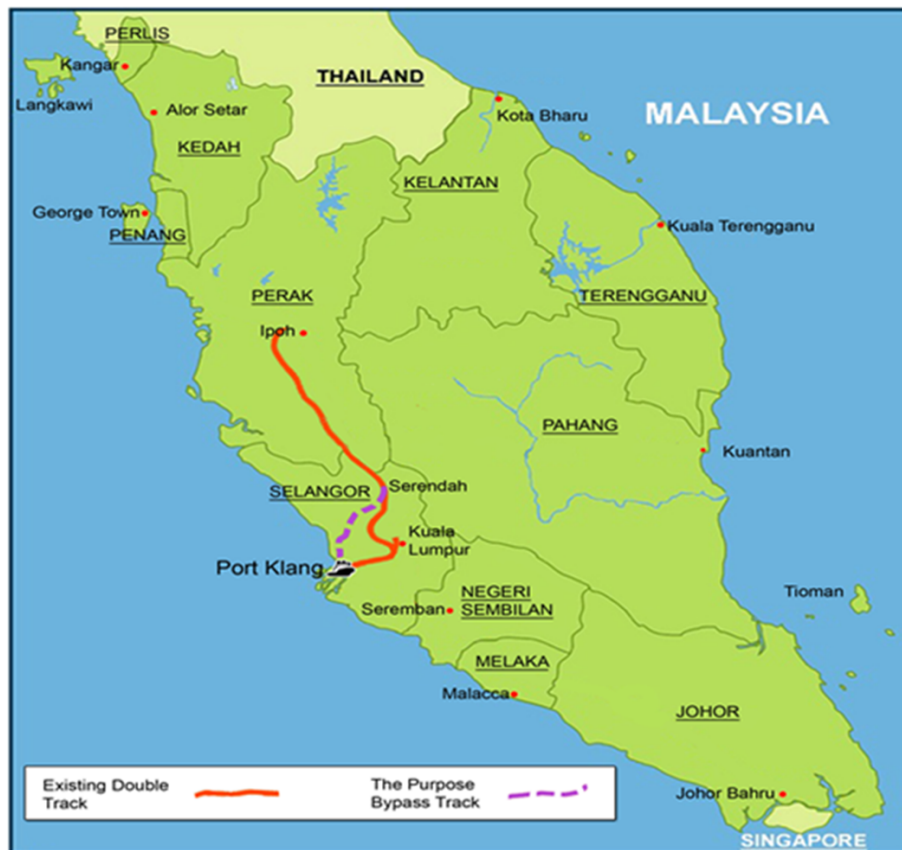 PERLIS
Kangar
THAILAND
Langkawi
Alor Setar
Kota Bharu
MALAYSIA
KEDAH
KELANTAN
George Town
PENANG
Kuala Terengganu
PERAK
TERENGGANU
Ipoh
PAHANG
Kuantan
SELANGOR
Serendah
Kuala
Lumpur
Port Klang
NEGERI
SEMBILAN
Tioman
Seremban
MELAKA
Malacca
JOHOR
Existing Double
Track
The Purpose
Bypass Track
Johor Bahru
SINGAPORE